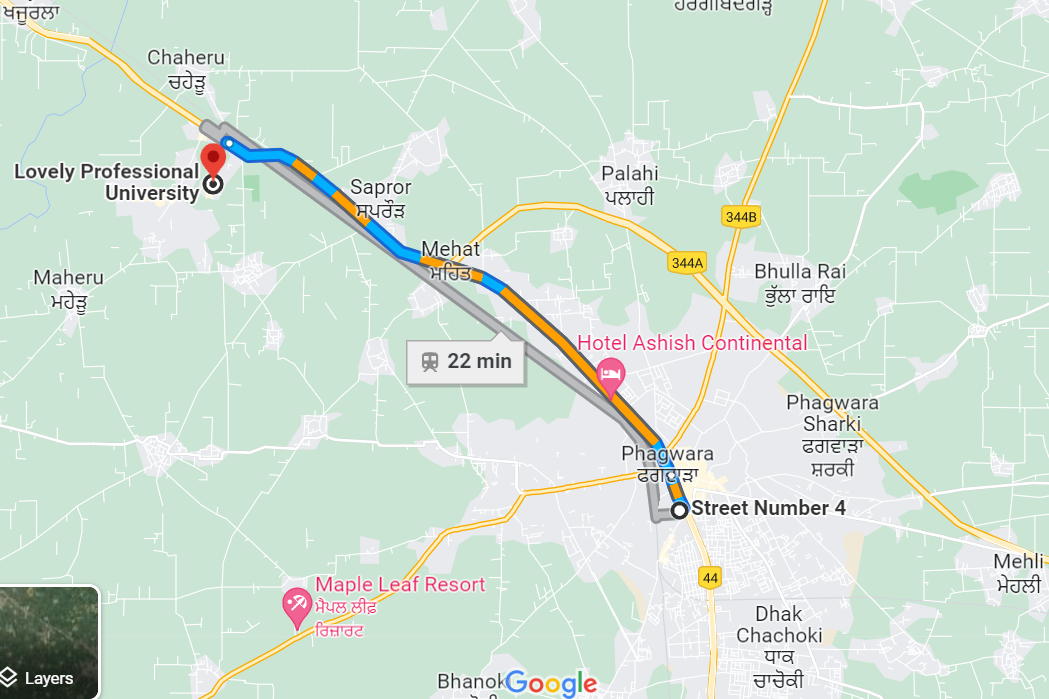 ਖਜੂਰਲਾ
ਹਰਗੋਬਿੰਦਗੜ੍ਹ
Chaheru
ਚਹੇੜੂ
Lovely Professional
University
Sapror
ਸਪਰੌੜ
Palahi
ਪਲਾਹੀ
344B
Mehat
ਮਹਿਤ
344A
Maheru
ਮਹੇੜੂ
Bhulla Rai
ਭੁੱਲਾ ਰਾਇ
Hotel Ashish Continental
22 min
Phagwara
Sharki
ਫਗਵਾੜਾ
ਸ਼ਰਕੀ
Phagwara
ਫਗਵਾੜਾ
Street Number 4
Mehli
ਮੇਹਲੀ
44
Maple Leaf Resort
ਮੈਪਲ ਲੀਫ਼
ਰਿਜ਼ਾਰਟ
Dhak
Chachoki
ਧਾਕ
ਚਾਚੋਕੀ
Layers
Bhanok
Google